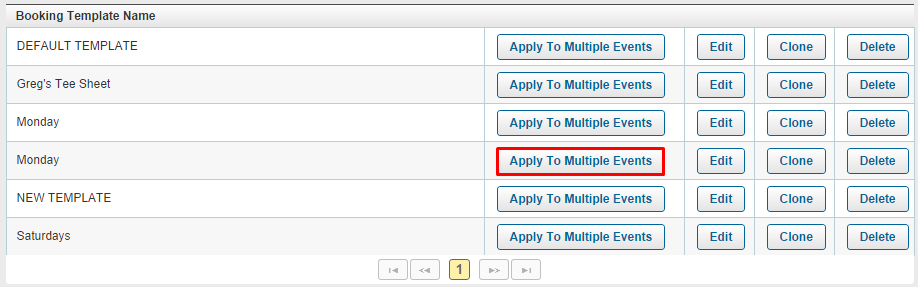 Booking Template Name
DEFAULT TEMPLATE Apply To Multiple Events Edit Clone Delete
Greg's Tee Sheet Apply To Multiple Events Edit Clone Delete
Monday Apply To Multiple Events Edit Clone Delete
Monday Apply To Multiple Events Edit Clone Delete
NEW TEMPLATE Apply To Multiple Events Edit Clone Delete
Saturdays Apply To Multiple Events Edit Clone Delete
1